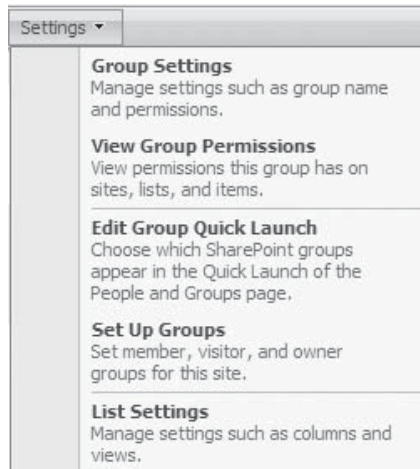 Settings
Group Settings
Manage settings such as group name
and permissions.
View Group Permissions
View permissions this group has on
sites, lists, and items.
Edit Group Quick Launch
Choose which SharePoint groups
appear in the Quick Launch of the
People and Groups page.
Set Up Groups
Set member, visitor, and owner
groups for this site.
List Settings
Manage settings such as columns and
views.